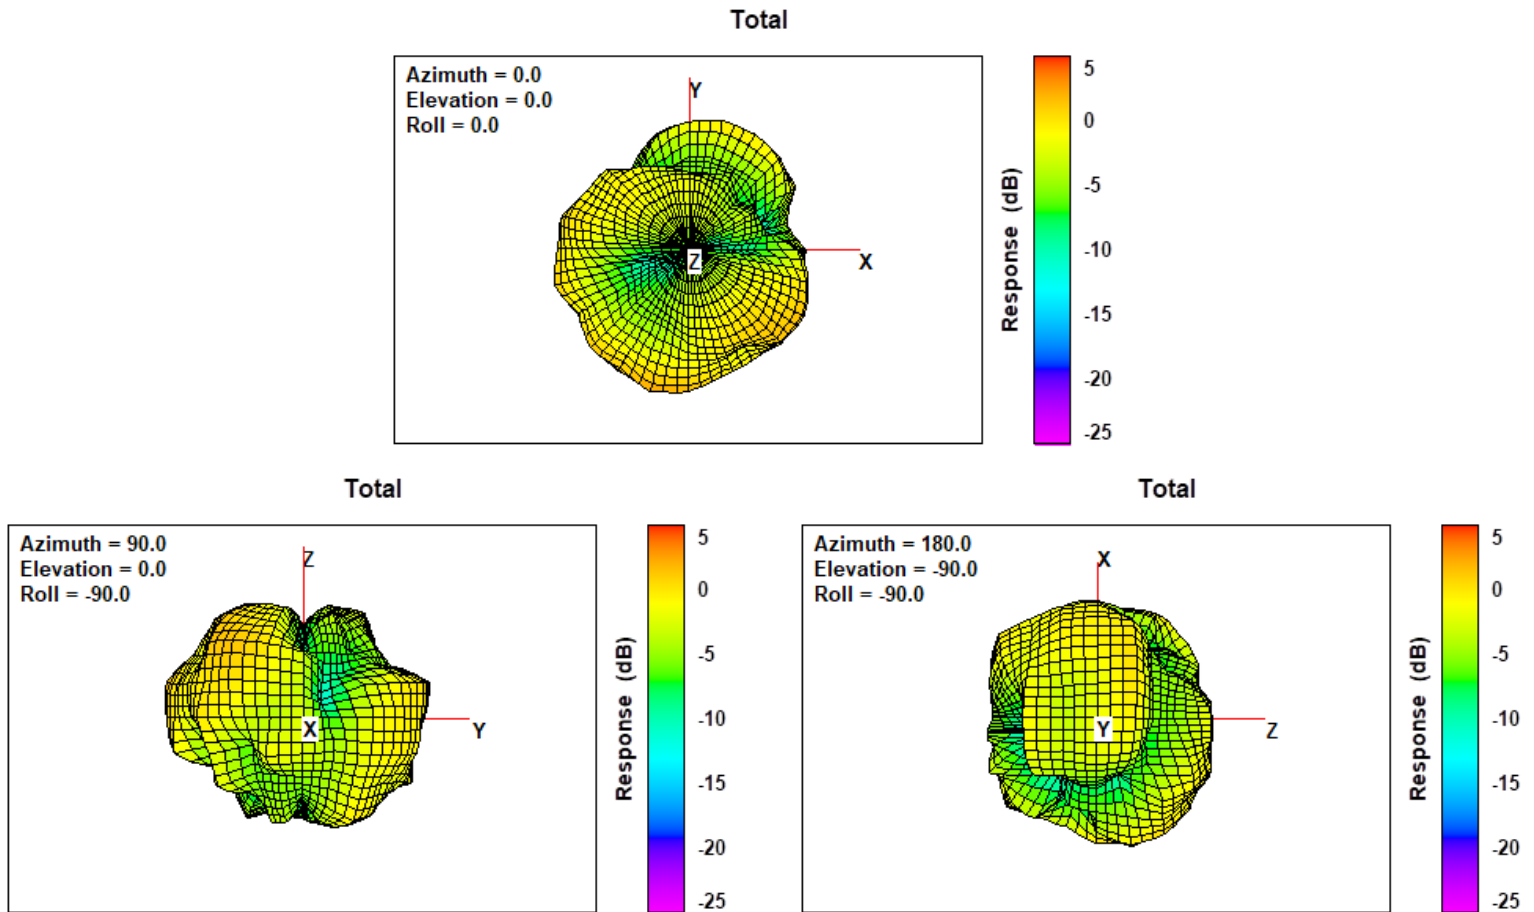 Total
Azimuth = 0.0
Elevation = 0.0
Roll = 0.0
Y
X
Z
Response (dB)
5
0
-5
-10
-15
-20
-25
Total
Azimuth = 90.0
Elevation = 0.0
Roll = -90.0
Z
X
Y
Response (dB)
5
0
-5
-10
-15
-20
-25
Total
Azimuth = 180.0
Elevation = -90.0
Roll = -90.0
X
Y
Z
Response (dB)
5
0
-5
-10
-15
-20
-25